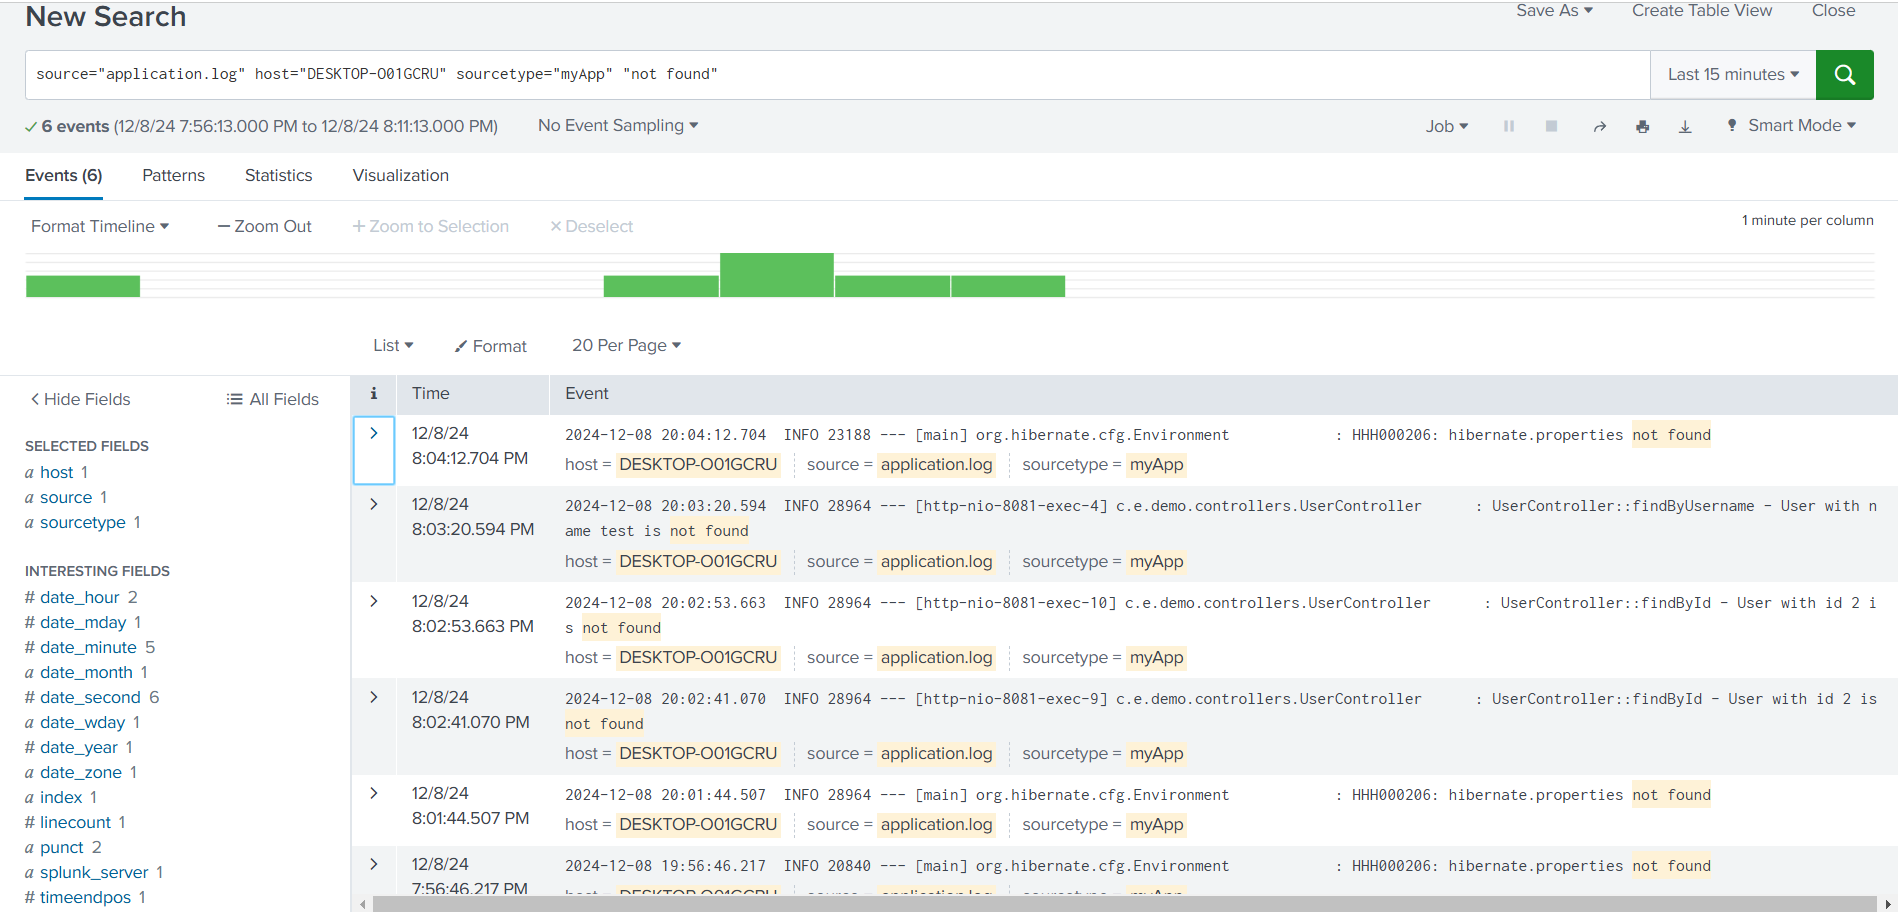 New Search
Save As Create Table View Close
source="application.log" host="DESKTOP-O01GCRU" sourcetype="myApp" "not found"
Last 15 minutes
6 events (12/8/24 7:56:13.000 PM to 12/8/24 8:11:13.000 PM)
No Event Sampling
Job
Smart Mode
Events (6) Patterns Statistics Visualization
Format Timeline — Zoom Out + Zoom to Selection × Deselect
1 minute per column
List Format 20 Per Page
< Hide Fields All Fields
SELECTED FIELDS
a host 1
a source 1
a sourcetype 1
INTERESTING FIELDS
# date_hour 2
# date_mday 1
# date_minute 5
a date_month 1
# date_second 6
a date_wday 1
# date_year 1
a date_zone 1
a index 1
# linecount 1
a punct 2
a splunk_server 1
# timeendpos 1
i Time Event
12/8/24
8:04:12.704 PM
2024-12-08 20:04:12.704 INFO 23188 --- [main] org.hibernate.cfg.Environment : HHH000206: hibernate.properties not found
host = DESKTOP-O01GCRU source = application.log sourcetype = myApp
12/8/24
8:03:20.594 PM
2024-12-08 20:03:20.594 INFO 28964 --- [http-nio-8081-exec-4] c.e.demo.controllers.UserController : UserController::findByUsername - User with n
ame test is not found
host = DESKTOP-O01GCRU source = application.log sourcetype = myApp
12/8/24
8:02:53.663 PM
2024-12-08 20:02:53.663 INFO 28964 --- [http-nio-8081-exec-10] c.e.demo.controllers.UserController : UserController::findById - User with id 2 i
s not found
host = DESKTOP-O01GCRU source = application.log sourcetype = myApp
12/8/24
8:02:41.070 PM
2024-12-08 20:02:41.070 INFO 28964 --- [http-nio-8081-exec-9] c.e.demo.controllers.UserController : UserController::findById - User with id 2 is
not found
host = DESKTOP-O01GCRU source = application.log sourcetype = myApp
12/8/24
8:01:44.507 PM
2024-12-08 20:01:44.507 INFO 28964 --- [main] org.hibernate.cfg.Environment : HHH000206: hibernate.properties not found
host = DESKTOP-O01GCRU source = application.log sourcetype = myApp
12/8/24
7:56:46.217 PM
2024-12-08 19:56:46.217 INFO 20840 --- [main] org.hibernate.cfg.Environment : HHH000206: hibernate.properties not found